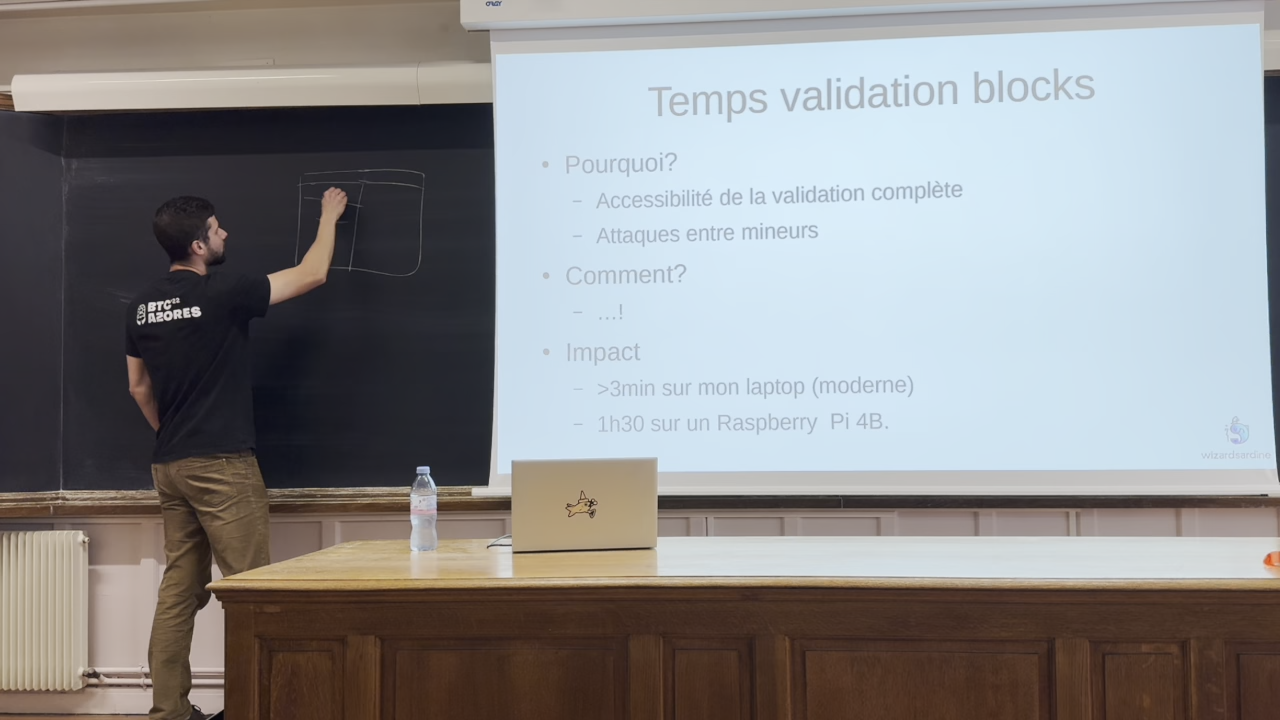 Temps validation blocks
• Pourquoi?
– Accessibilité de la validation complète
– Attaques entre mineurs
• Comment?
– ...!
• Impact
– >3min sur mon laptop (moderne)
– 1h30 sur un Raspberry Pi 4B.
wizardsardine
BTC'22
AZORES